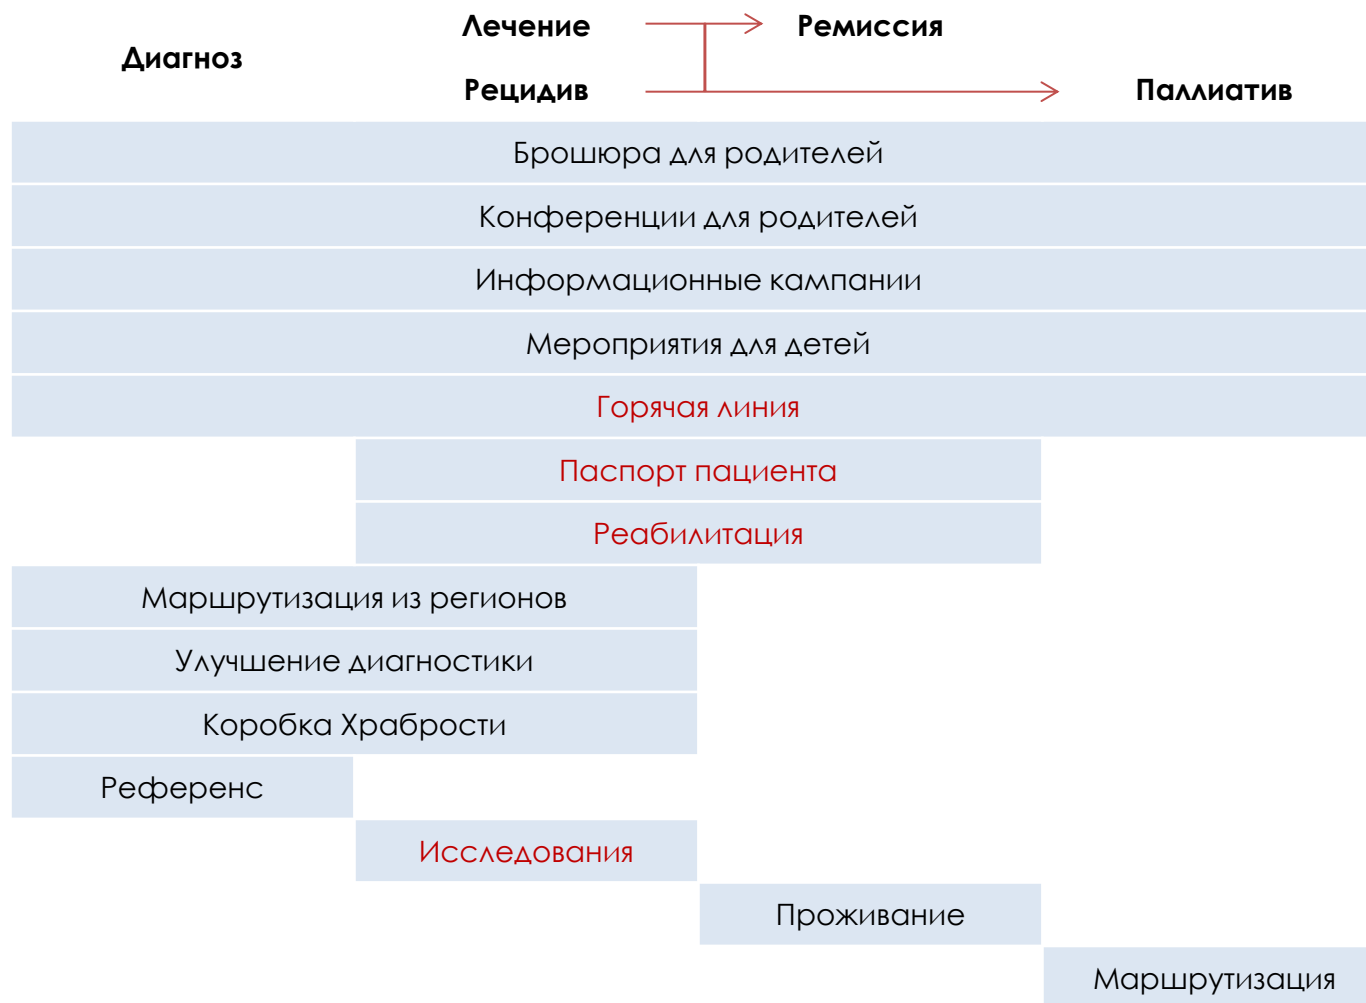 Диагноз
Лечение
Ремиссия
Рецидив
Паллиатив
Брошюра для родителей
Конференции для родителей
Информационные кампании
Мероприятия для детей
Горячая линия
Паспорт пациента
Реабилитация
Маршрутизация из регионов
Улучшение диагностики
Коробка Храбрости
Референс
Исследования
Проживание
Маршрутизация